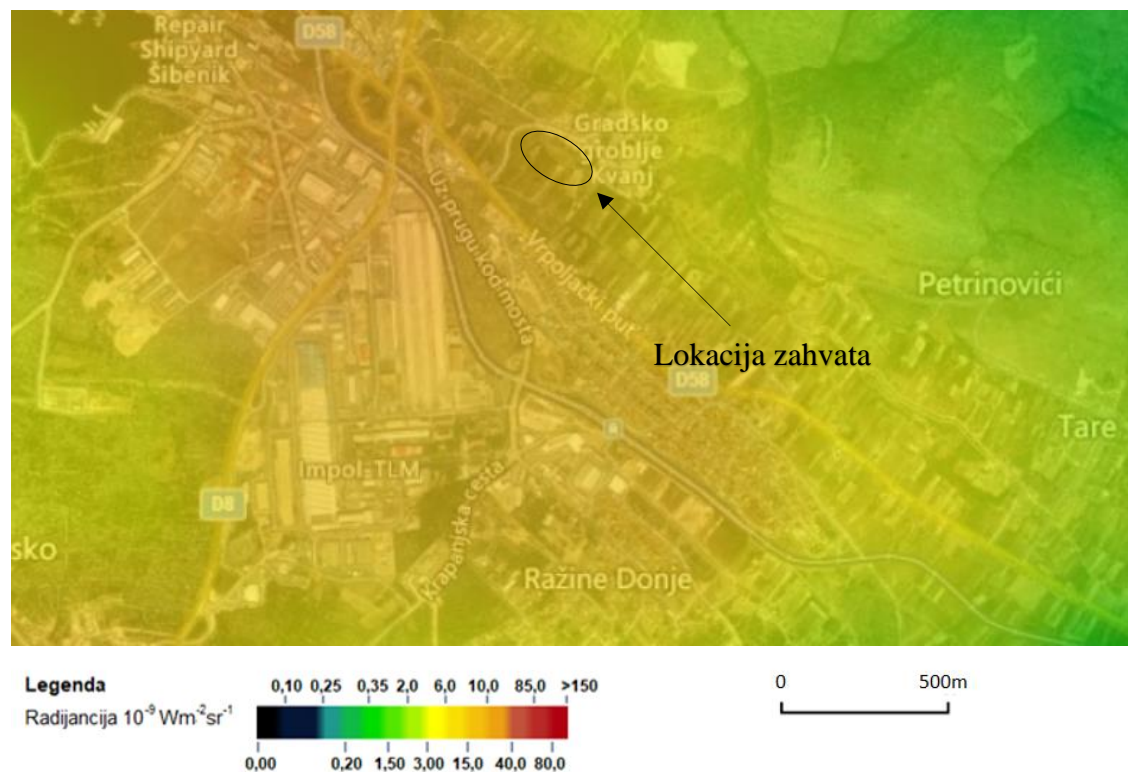 Repair
Shipyard
Šibenik
D58
Gradsko
groblje
Kvanj
Uz prugu kod mosta
Vrpoljački put
Petrinovići
Lokacija zahvata
D58
Tare
Impol-TLM
D8
Krapanjska cesta
sko
Ražine Donje
Legenda
Radijancija 10⁻⁹ Wm⁻²sr⁻¹
0,10 0,25 0,35 2,0 6,0 10,0 85,0 >150
0,00 0,20 1,50 3,00 15,0 40,0 80,0
0 500m